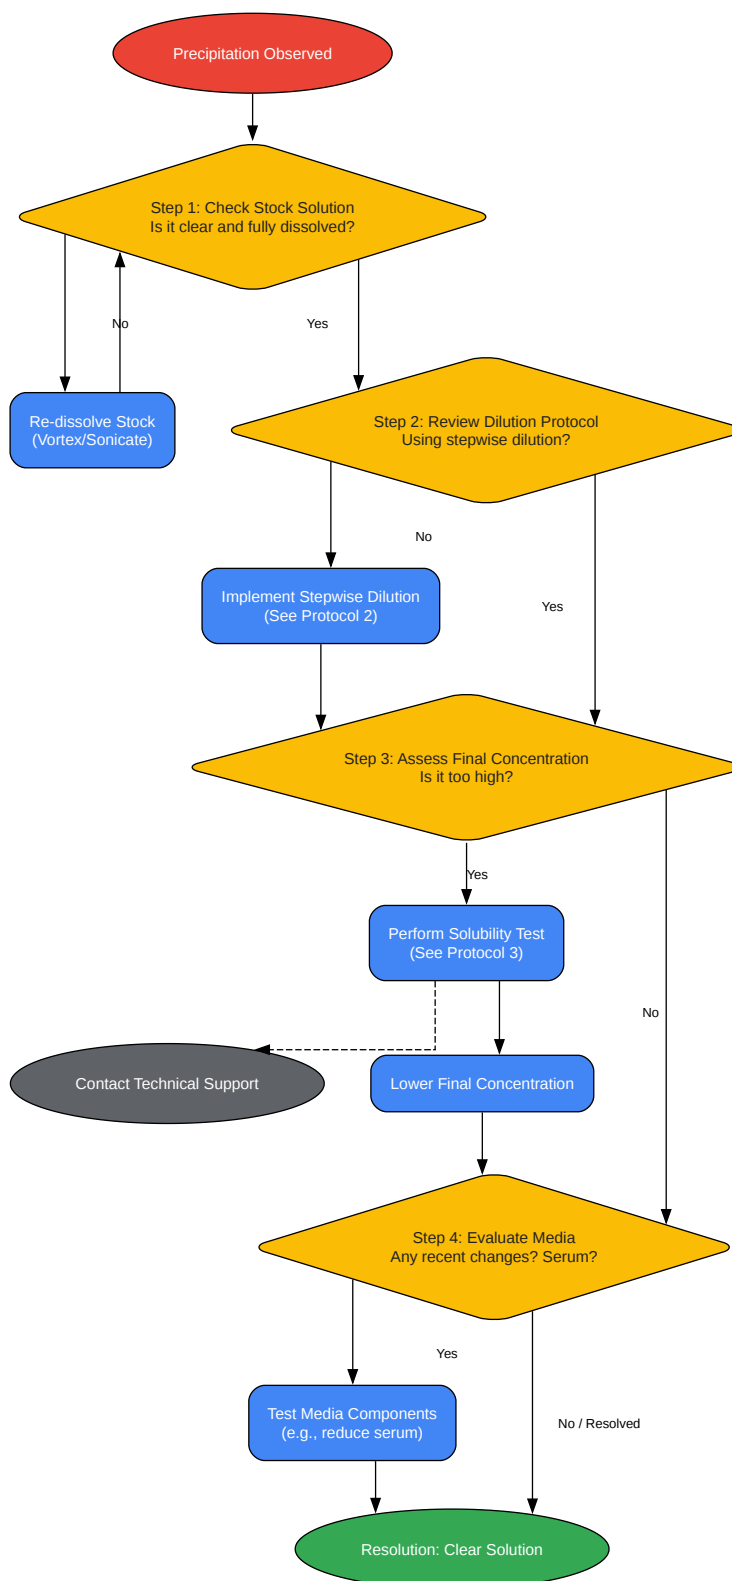 Precipitation Observed
Step 1: Check Stock Solution
Is it clear and fully dissolved?
No
Yes
Re-dissolve Stock
(Vortex/Sonicate)
Step 2: Review Dilution Protocol
Using stepwise dilution?
No
Implement Stepwise Dilution
(See Protocol 2)
Yes
Step 3: Assess Final Concentration
Is it too high?
Yes
Perform Solubility Test
(See Protocol 3)
No
Contact Technical Support
Lower Final Concentration
Step 4: Evaluate Media
Any recent changes? Serum?
Yes
Test Media Components
(e.g., reduce serum)
No / Resolved
Resolution: Clear Solution